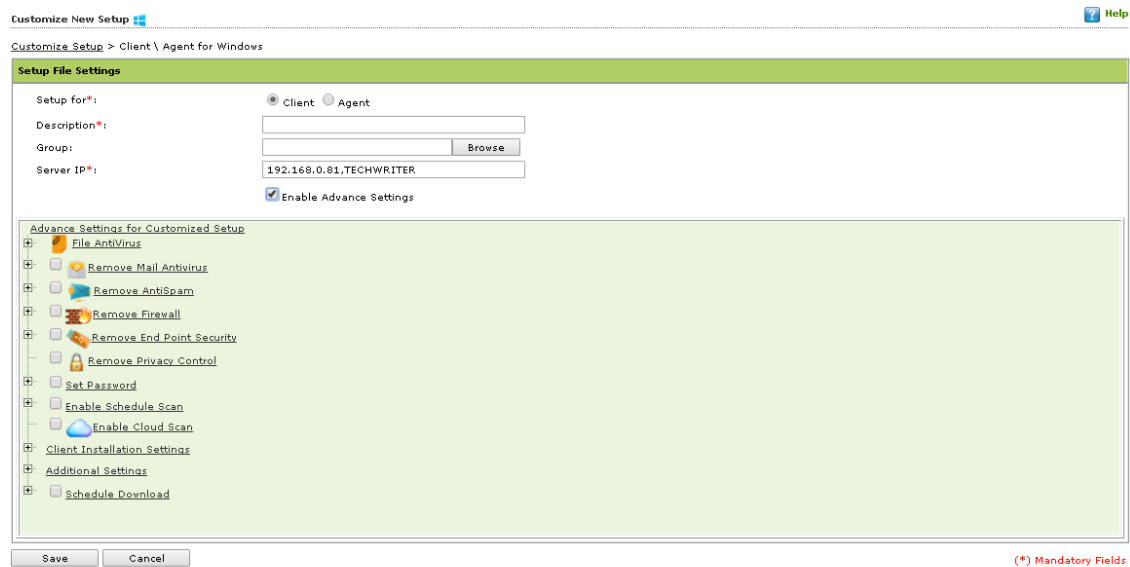 Customize New Setup
? Help
Customize Setup > Client \ Agent for Windows
Setup File Settings
Setup for*: Client Agent
Description*:
Group: Browse
Server IP*: 192.168.0.81,TECHWRITER
Enable Advance Settings
Advance Settings for Customized Setup
File AntiVirus
Remove Mail Antivirus
Remove AntiSpam
Remove Firewall
Remove End Point Security
Remove Privacy Control
Set Password
Enable Schedule Scan
Enable Cloud Scan
Client Installation Settings
Additional Settings
Schedule Download
Save Cancel
(*) Mandatory Fields